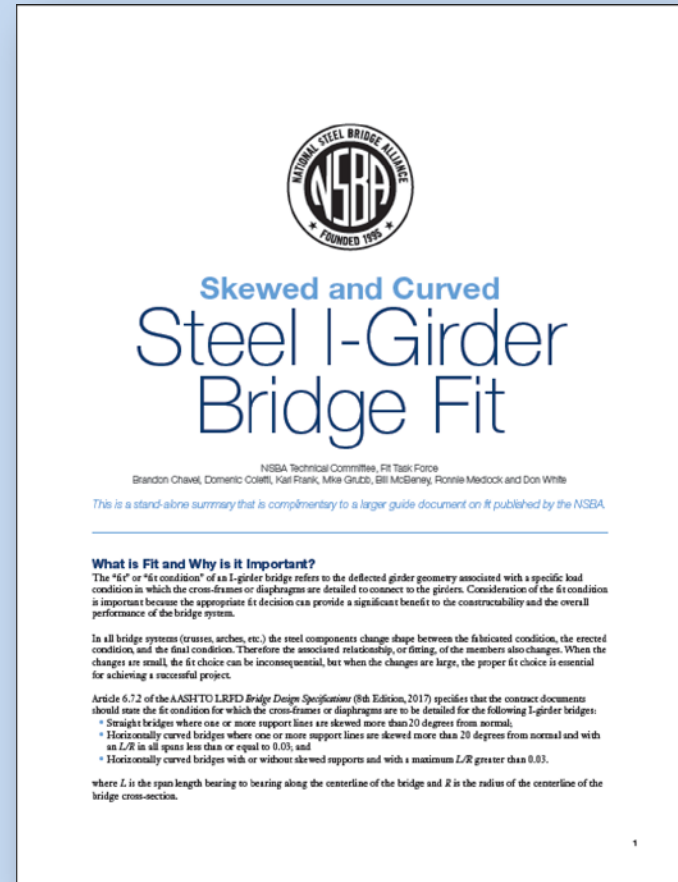 NATIONAL STEEL BRIDGE ALLIANCE
NSBA
FOUNDED 1995
Skewed and Curved
Steel I-Girder
Bridge Fit
NSBA Technical Committee, Fit Task Force
Brandon Chavel, Domenic Coletti, Karl Frank, Mike Grubb, Bill McEleney, Ronnie Medlock and Don White
This is a stand-alone summary that is complimentary to a larger guide document on fit published by the NSBA.
What is Fit and Why is it Important?
The “fit” or “fit condition” of an I-girder bridge refers to the deflected girder geometry associated with a specific load
condition in which the cross-frames or diaphragms are detailed to connect to the girders. Consideration of the fit condition
is important because the appropriate fit decision can provide a significant benefit to the constructability and the overall
performance of the bridge system.
In all bridge systems (trusses, arches, etc.) the steel components change shape between the fabricated condition, the erected
condition, and the final condition. Therefore the associated relationship, or fitting, of the members also changes. When the
changes are small, the fit choice can be inconsequential, but when the changes are large, the proper fit choice is essential
for achieving a successful project.
Article 6.7.2 of the AASHTO LRFD Bridge Design Specifications (8th Edition, 2017) specifies that the contract documents
should state the fit condition for which the cross-frames or diaphragms are to be detailed for the following I-girder bridges:
• Straight bridges where one or more support lines are skewed more than 20 degrees from normal;
• Horizontally curved bridges where one or more support lines are skewed more than 20 degrees from normal and with
an L/R in all spans less than or equal to 0.03; and
• Horizontally curved bridges with or without skewed supports and with a maximum L/R greater than 0.03.
where L is the span length bearing to bearing along the centerline of the bridge and R is the radius of the centerline of the
bridge cross-section.
1